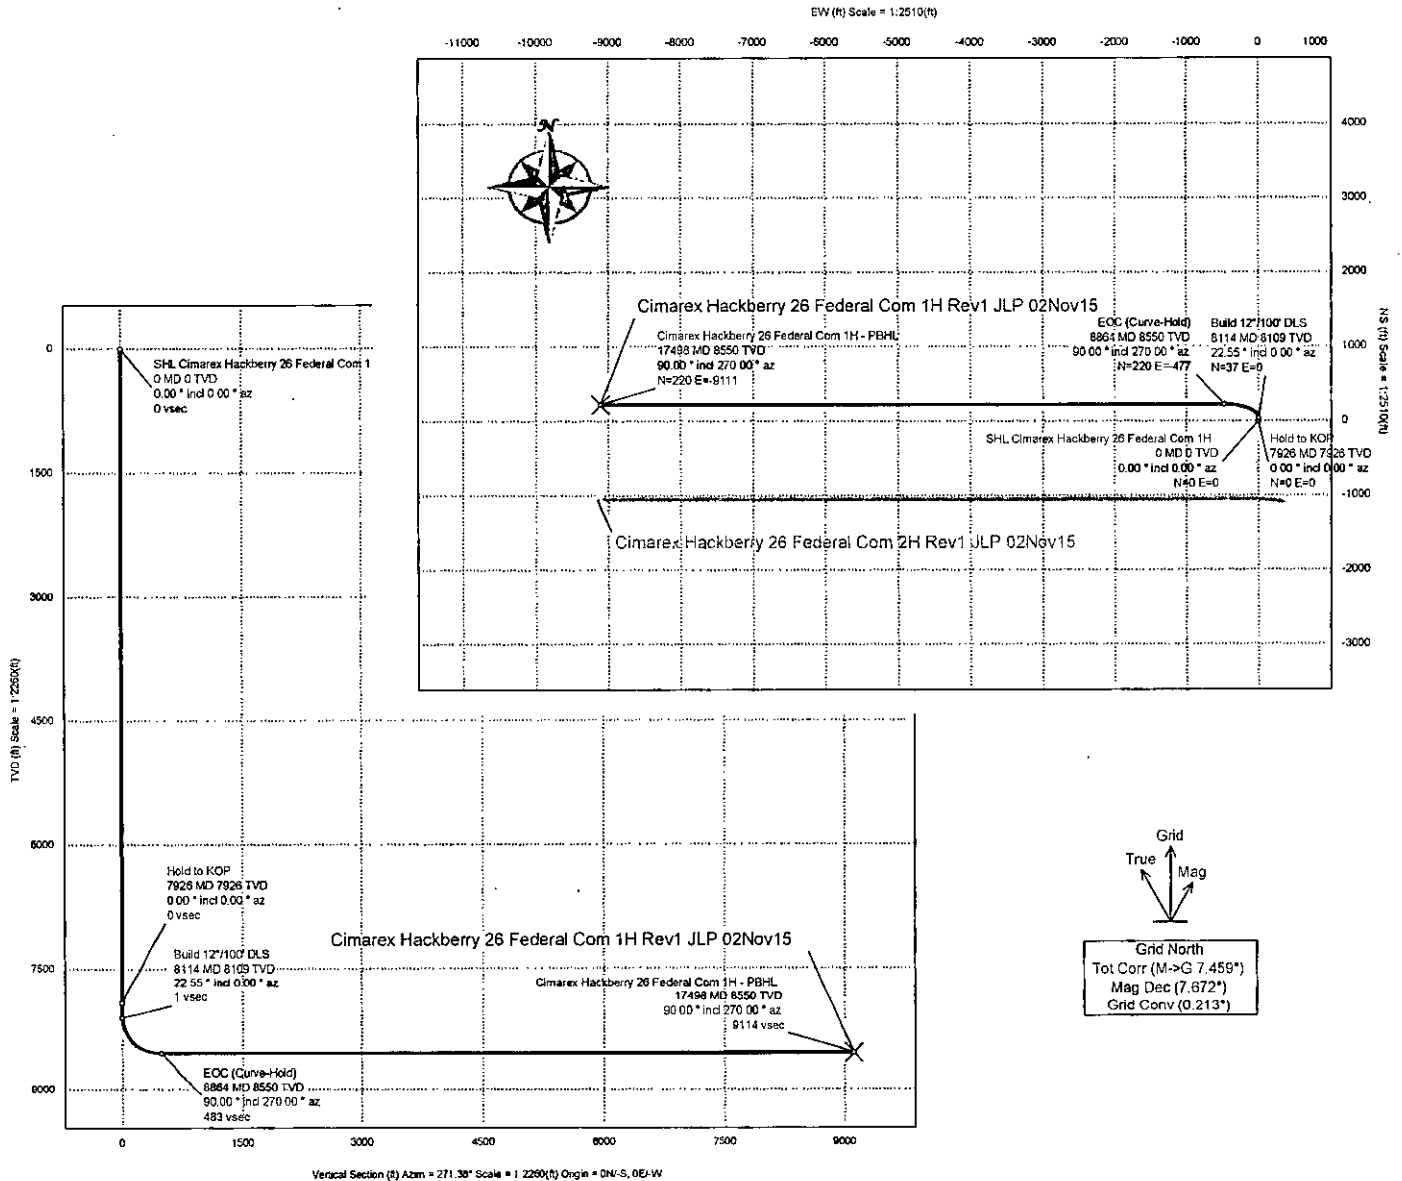 EW (ft) Scale = 1:2510(ft)
-11000 -10000 -9000 -8000 -7000 -6000 -5000 -4000 -3000 -2000 -1000 0 1000
N
4000
3000
2000
1000
0
-1000
-2000
-3000
NS (ft) Scale = 1:2510(ft)
Cimarex Hackberry 26 Federal Com 1H Rev1 JLP 02Nov15
Cimarex Hackberry 26 Federal Com 1H - PBHL
17498 MD 8550 TVD
90.00 ° incl 270 00 ° az
N=220 E=-9111
EOC (Curve-Hold)
8864 MD 8550 TVD
90 00 ° incl 270 00 ° az
N=220 E=-477
Build 12°/100' DLS
8114 MD 8109 TVD
22.55 ° incl 0 00 ° az
N=37 E=0
SHL Cimarex Hackberry 26 Federal Com 1H
0 MD 0 TVD
0.00 ° incl 0.00 ° az
N=0 E=0
Hold to KOP
7926 MD 7926 TVD
0 00 ° incl 0 00 ° az
N=0 E=0
Cimarex Hackberry 26 Federal Com 2H Rev1 JLP 02Nov15
0
1500
3000
4500
6000
7500
9000
TVD (ft) Scale = 1:2260(ft)
SHL Cimarex Hackberry 26 Federal Com 1
0 MD 0 TVD
0.00 ° incl 0 00 ° az
0 vsec
Hold to KOP
7926 MD 7926 TVD
0 00 ° incl 0.00 ° az
0 vsec
Build 12°/100' DLS
8114 MD 8109 TVD
22 55 ° incl 0.00 ° az
1 vsec
Cimarex Hackberry 26 Federal Com 1H Rev1 JLP 02Nov15
Cimarex Hackberry 26 Federal Com 1H - PBHL
17498 MD 8550 TVD
90 00 ° incl 270 00 ° az
9114 vsec
EOC (Curve-Hold)
8864 MD 8550 TVD
90.00 ° incl 270 00 ° az
483 vsec
0 1500 3000 4500 6000 7500 9000
Vertical Section (ft) Azim = 271.38° Scale = 1 2260(ft) Origin = 0N/-S, 0E/-W
Grid
True
Mag
Grid North
Tot Corr (M->G 7.459°)
Mag Dec (7.672°)
Grid Conv (0.213°)